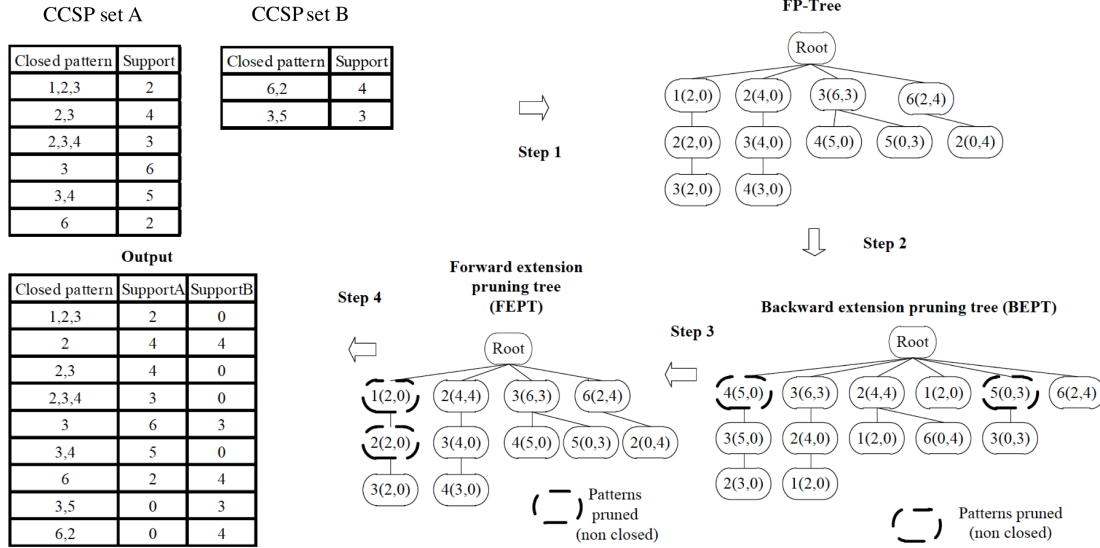 CCSP set A
Closed pattern Support
1,2,3 2
2,3 4
2,3,4 3
3 6
3,4 5
6 2
CCSP set B
Closed pattern Support
6,2 4
3,5 3
Step 1
FP-Tree
Root
1(2,0) 2(4,0) 3(6,3) 6(2,4)
2(2,0) 3(4,0) 4(5,0) 5(0,3) 2(0,4)
3(2,0) 4(3,0)
Step 2
Backward extension pruning tree (BEPT)
Root
4(5,0) 3(6,3) 2(4,4) 1(2,0) 5(0,3) 6(2,4)
3(5,0) 2(4,0) 1(2,0) 6(0,4) 3(0,3)
2(3,0) 1(2,0)
Patterns pruned
(non closed)
Step 3
Forward extension
pruning tree
(FEPT)
Root
1(2,0) 2(4,4) 3(6,3) 6(2,4)
2(2,0) 3(4,0) 4(5,0) 5(0,3) 2(0,4)
3(2,0) 4(3,0)
Patterns
pruned
(non closed)
Step 4
Output
Closed pattern SupportA SupportB
1,2,3 2 0
2 4 4
2,3 4 0
2,3,4 3 0
3 6 3
3,4 5 0
6 2 4
3,5 0 3
6,2 0 4